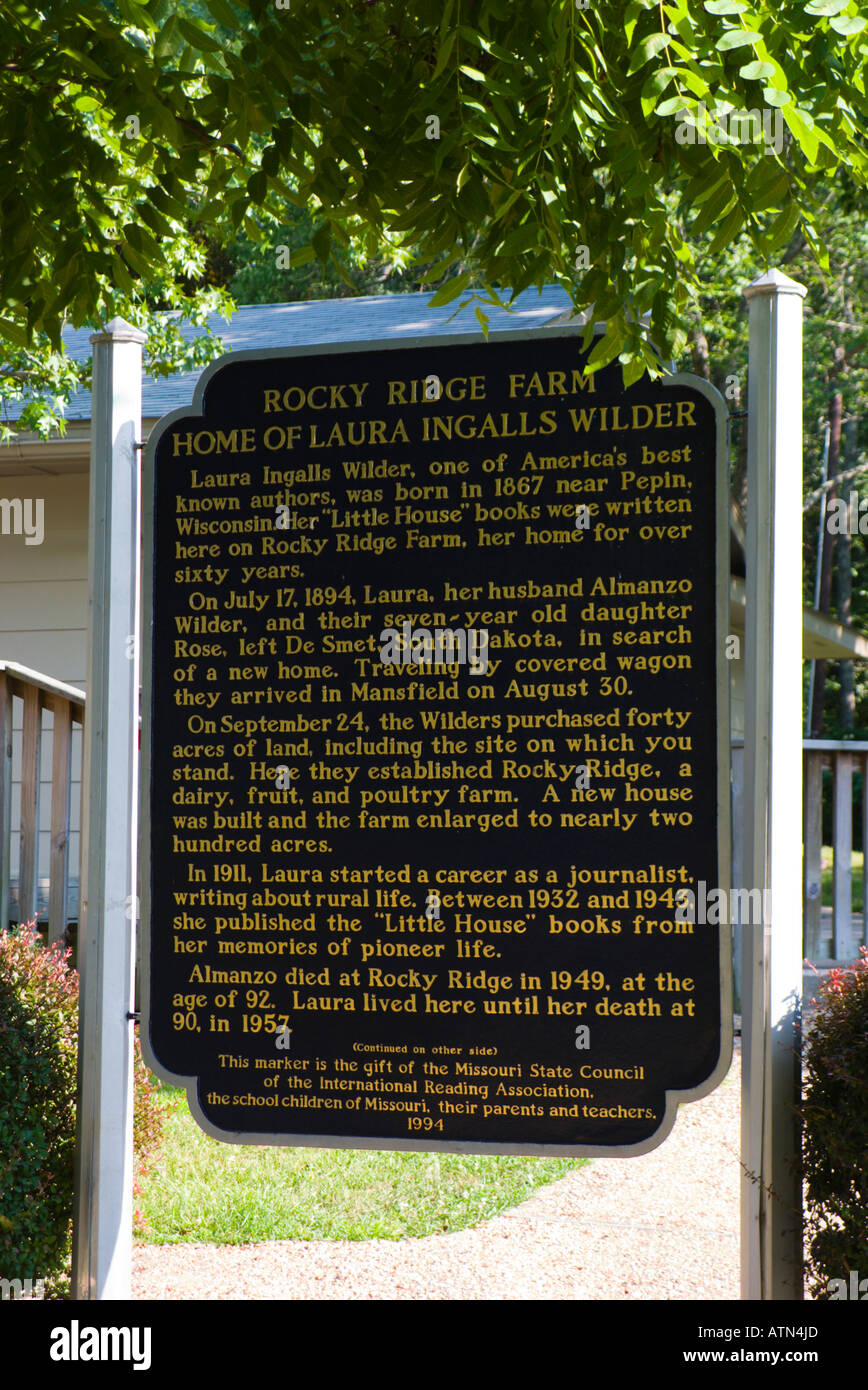 ROCKY RIDGE FARM
HOME OF LAURA INGALLS WILDER
Laura Ingalls Wilder, one of America's best
known authors, was born in 1867 near Pepin,
Wisconsin. Her "Little House" books were written
here on Rocky Ridge Farm, her home for over
sixty years.
On July 17, 1894, Laura, her husband Almanzo
Wilder, and their seven-year old daughter
Rose, left De Smet, South Dakota, in search
of a new home. Traveling by covered wagon
they arrived in Mansfield on August 30.
On September 24, the Wilders purchased forty
acres of land, including the site on which you
stand. Here they established Rocky Ridge, a
dairy, fruit, and poultry farm. A new house
was built and the farm enlarged to nearly two
hundred acres.
In 1911, Laura started a career as a journalist,
writing about rural life. Between 1932 and 1943,
she published the "Little House" books from
her memories of pioneer life.
Almanzo died at Rocky Ridge in 1949, at the
age of 92. Laura lived here until her death at
90, in 1957.
(Continued on other side)
This marker is the gift of the Missouri State Council
of the International Reading Association,
the school children of Missouri, their parents and teachers.
1994
alamy
alamy
Image ID: ATN4JD
www.alamy.com